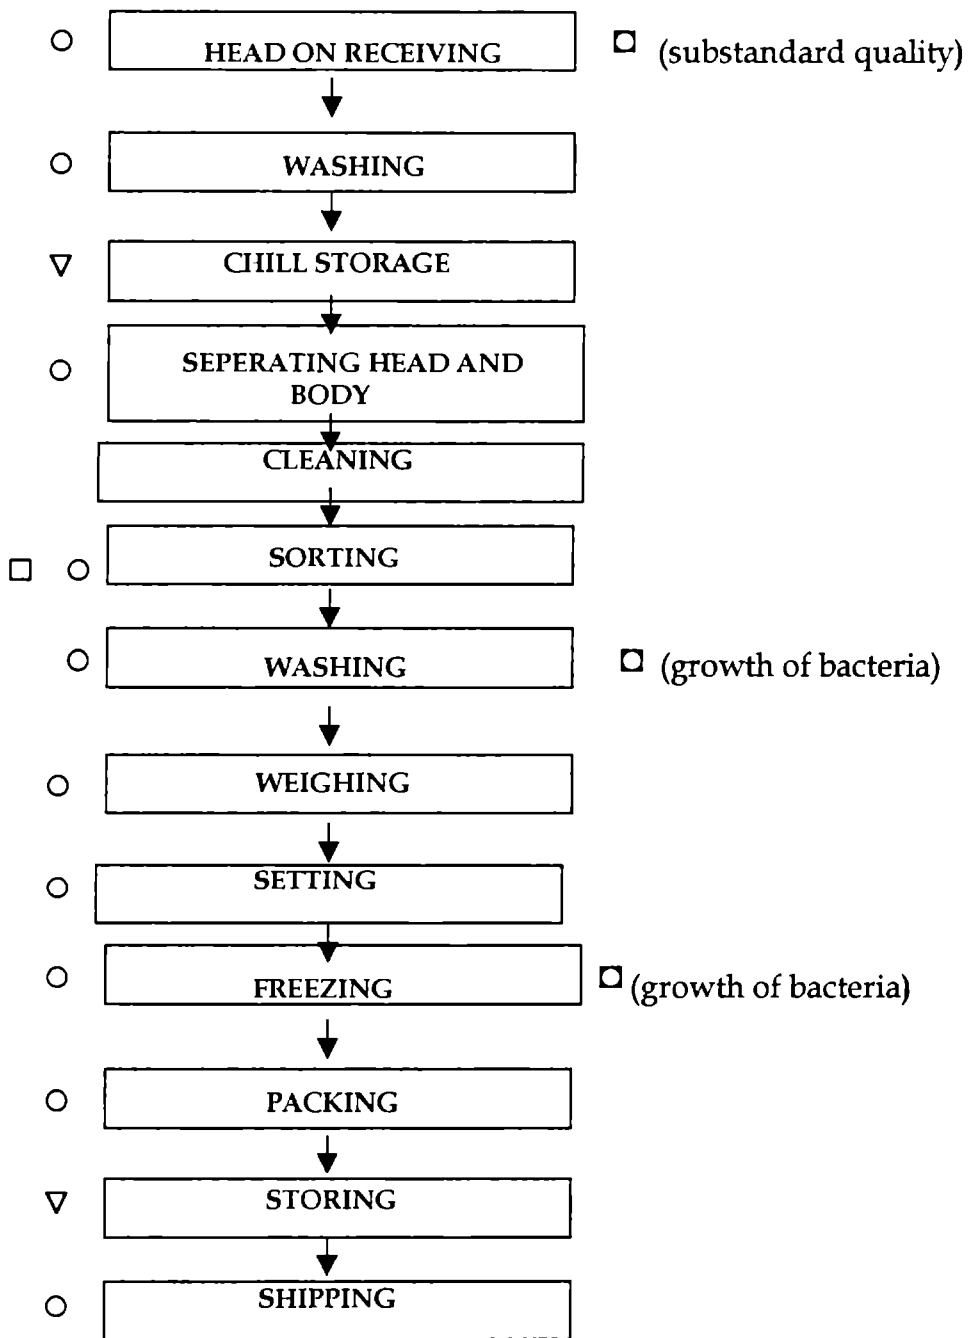 HEAD ON RECEIVING
(substandard quality)
WASHING
CHILL STORAGE
SEPERATING HEAD AND
BODY
CLEANING
SORTING
WASHING
(growth of bacteria)
WEIGHING
SETTING
FREEZING
(growth of bacteria)
PACKING
STORING
SHIPPING